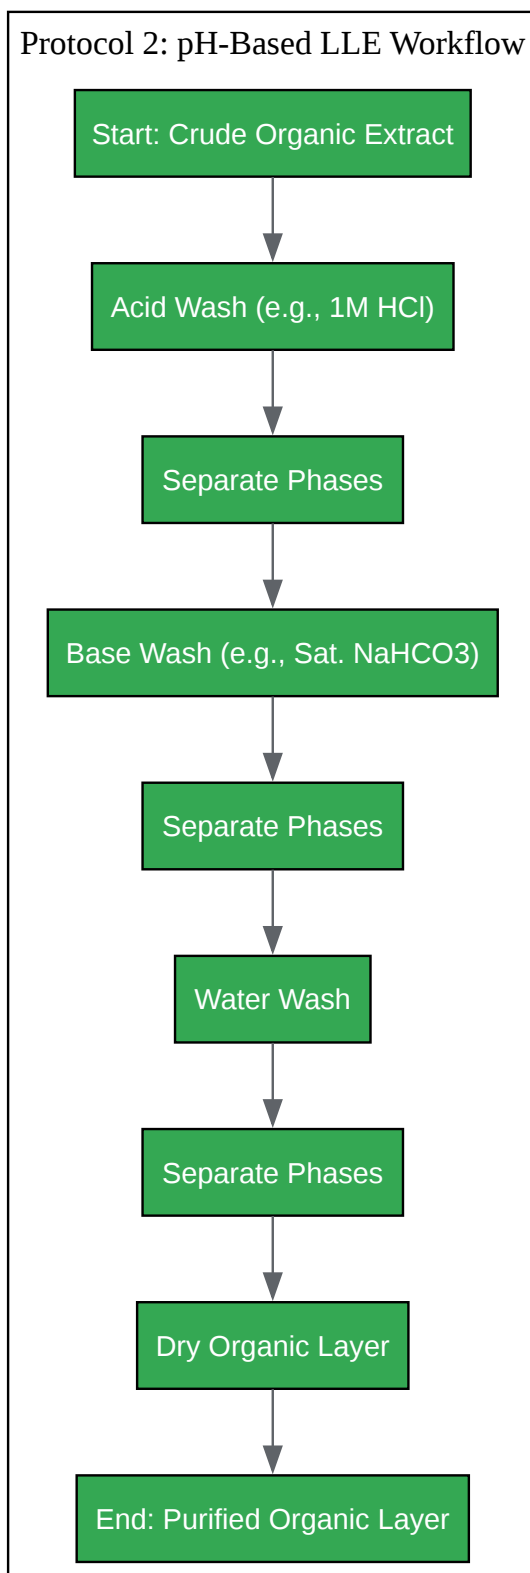 Protocol 2: pH-Based LLE Workflow
Start: Crude Organic Extract
Acid Wash (e.g., 1M HCl)
Separate Phases
Base Wash (e.g., Sat. NaHCO3)
Separate Phases
Water Wash
Separate Phases
Dry Organic Layer
End: Purified Organic Layer